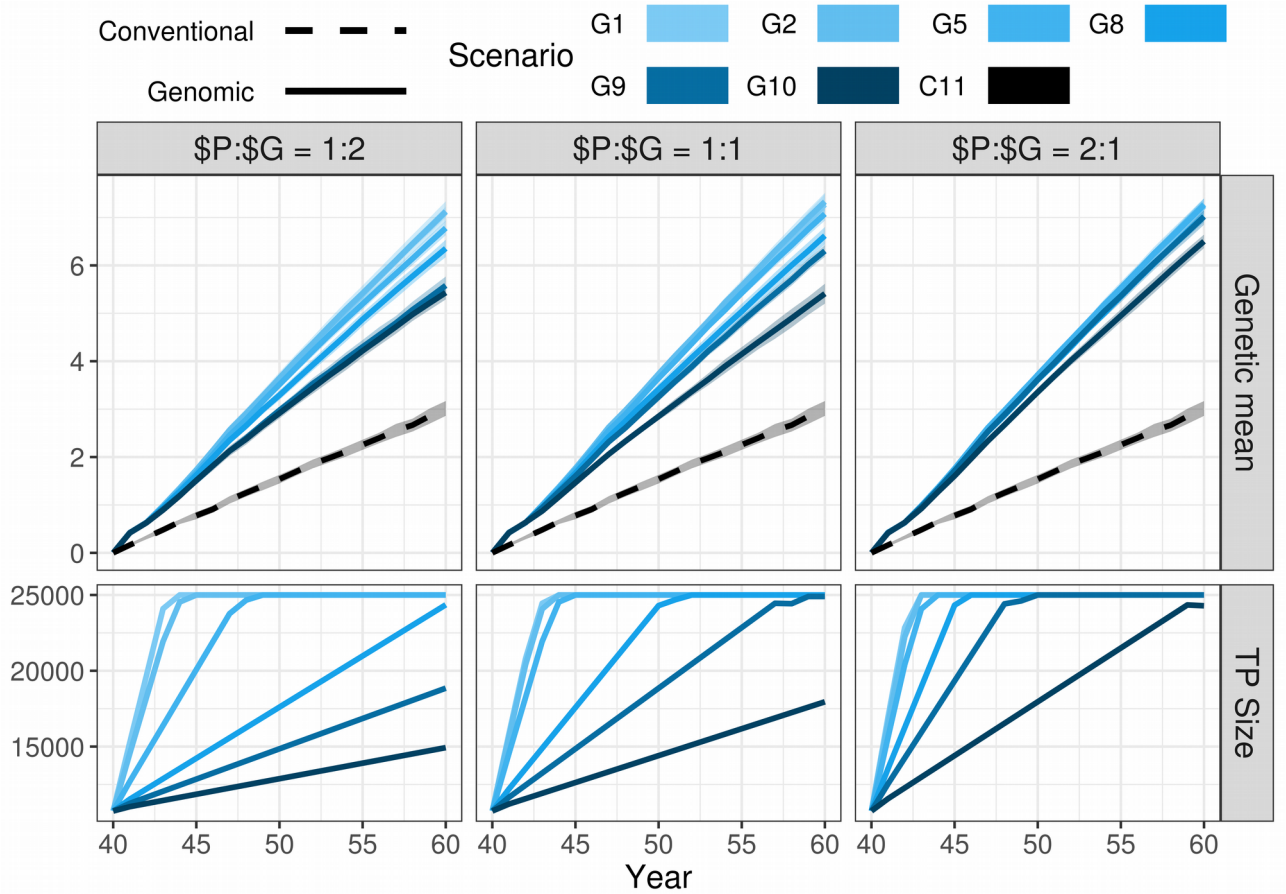 Conventional
Genomic
Scenario
G1 G2 G5 G8
G9 G10 C11
$P:$G = 1:2 $P:$G = 1:1 $P:$G = 2:1
6
4
2
0
Genetic mean
25000
20000
15000
TP Size
40 45 50 55 60 40 45 50 55 60 40 45 50 55 60
Year